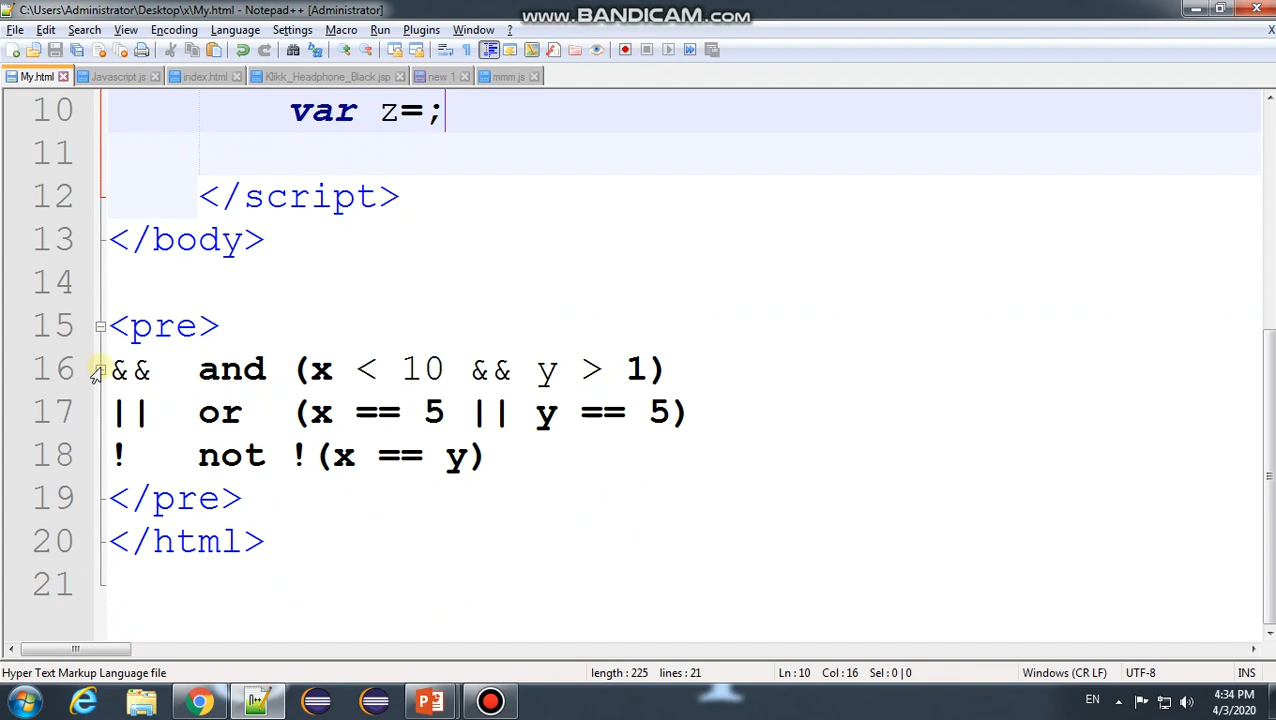 C:\Users\Administrator\Desktop\x\My.html - Notepad++ [Administrator]
www.BANDICAM.com
File Edit Search View Encoding Language Settings Macro Run Plugins Window ?
X
My.html Javascript.js index.html Klikk_Headphone_Black.jsp new 1 mmm.js
10 var z=;
11
12 </script>
13 </body>
14
15 <pre>
16 && and (x < 10 && y > 1)
17 || or (x == 5 || y == 5)
18 ! not !(x == y)
19 </pre>
20 </html>
21
Hyper Text Markup Language file length : 225 lines : 21 Ln : 10 Col : 16 Sel : 0 | 0 Windows (CR LF) UTF-8 INS
EN 4:34 PM
4/3/2020